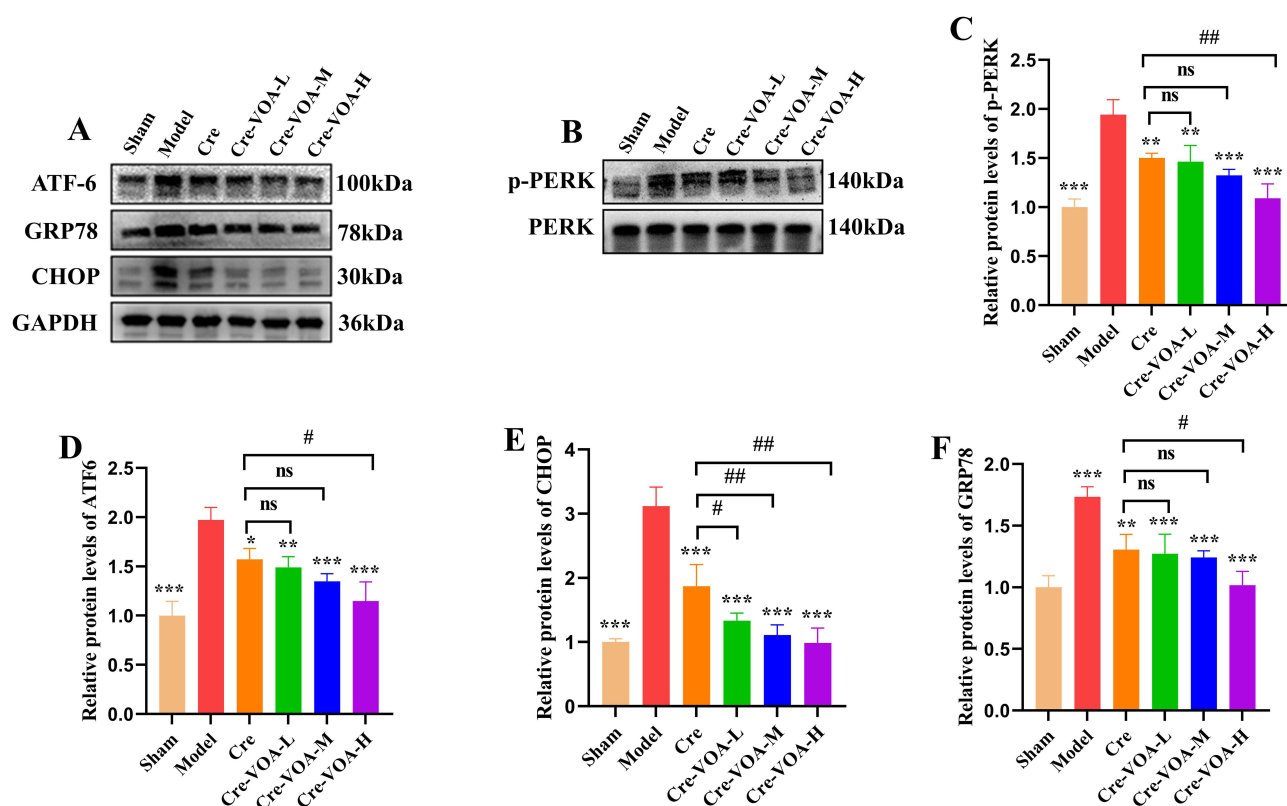 A
Sham
Model
Cre
Cre-VOA-L
Cre-VOA-M
Cre-VOA-H
ATF-6
100kDa
GRP78
78kDa
CHOP
30kDa
GAPDH
36kDa
B
Sham
Model
Cre
Cre-VOA-L
Cre-VOA-M
Cre-VOA-H
p-PERK
140kDa
PERK
140kDa
C
Relative protein levels of p-PERK
2.5
2.0
1.5
1.0
0.5
0.0
##
ns
ns
***
**
**
***
***
Sham
Model
Cre
Cre-VOA-L
Cre-VOA-M
Cre-VOA-H
D
Relative protein levels of ATF6
2.5
2.0
1.5
1.0
0.5
0.0
#
ns
ns
***
*
**
***
***
Sham
Model
Cre
Cre-VOA-L
Cre-VOA-M
Cre-VOA-H
E
Relative protein levels of CHOP
4
3
2
1
0
##
##
#
***
***
***
***
***
Sham
Model
Cre
Cre-VOA-L
Cre-VOA-M
Cre-VOA-H
F
Relative protein levels of GRP78
2.0
1.5
1.0
0.5
0.0
#
ns
ns
***
**
***
***
***
Sham
Model
Cre
Cre-VOA-L
Cre-VOA-M
Cre-VOA-H